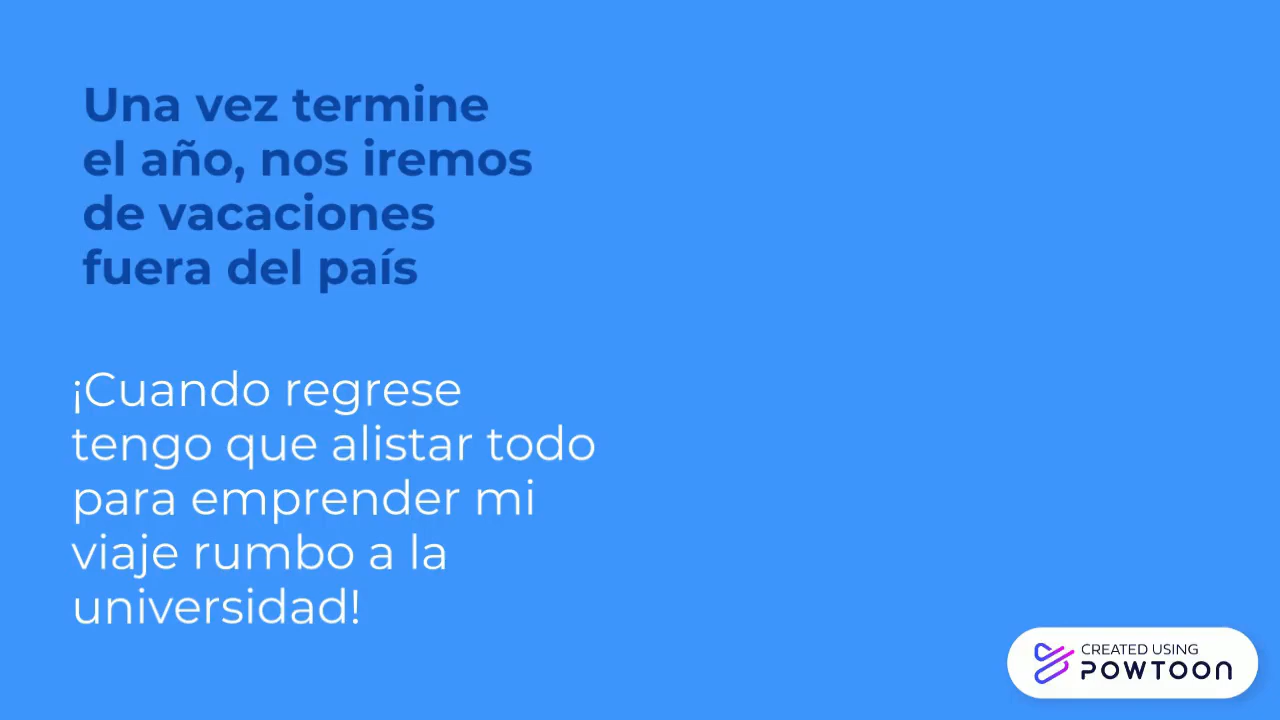 Una vez termine
el año, nos iremos
de vacaciones
fuera del país
¡Cuando regrese
tengo que alistar todo
para emprender mi
viaje rumbo a la
universidad!
CREATED USING
POWTOON